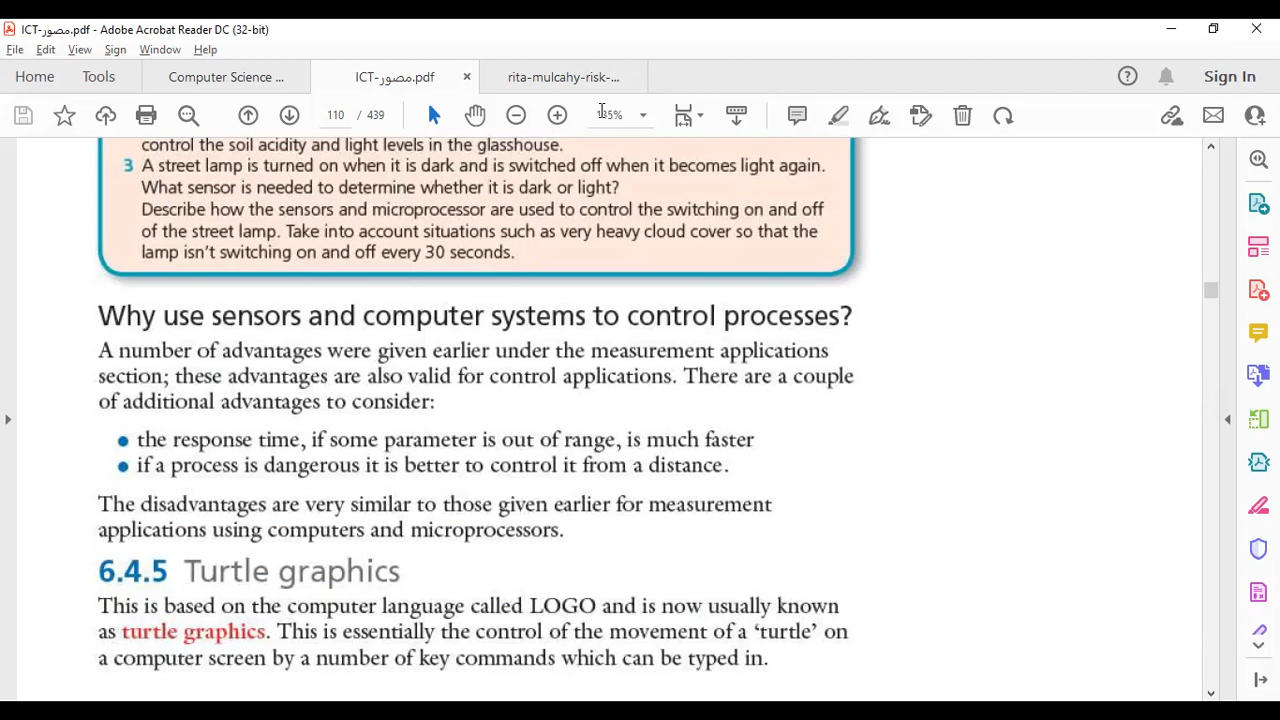 ICT-مصور.pdf - Adobe Acrobat Reader DC (32-bit)
File Edit View Sign Window Help
Home Tools Computer Science ... ICT-مصور.pdf × rita-mulcahy-risk-... Sign In
110 / 439
control the soil acidity and light levels in the glasshouse.
3 A street lamp is turned on when it is dark and is switched off when it becomes light again.
What sensor is needed to determine whether it is dark or light?
Describe how the sensors and microprocessor are used to control the switching on and off
of the street lamp. Take into account situations such as very heavy cloud cover so that the
lamp isn't switching on and off every 30 seconds.
Why use sensors and computer systems to control processes?
A number of advantages were given earlier under the measurement applications
section; these advantages are also valid for control applications. There are a couple
of additional advantages to consider:
• the response time, if some parameter is out of range, is much faster
• if a process is dangerous it is better to control it from a distance.
The disadvantages are very similar to those given earlier for measurement
applications using computers and microprocessors.
6.4.5 Turtle graphics
This is based on the computer language called LOGO and is now usually known
as turtle graphics. This is essentially the control of the movement of a ‘turtle’ on
a computer screen by a number of key commands which can be typed in.